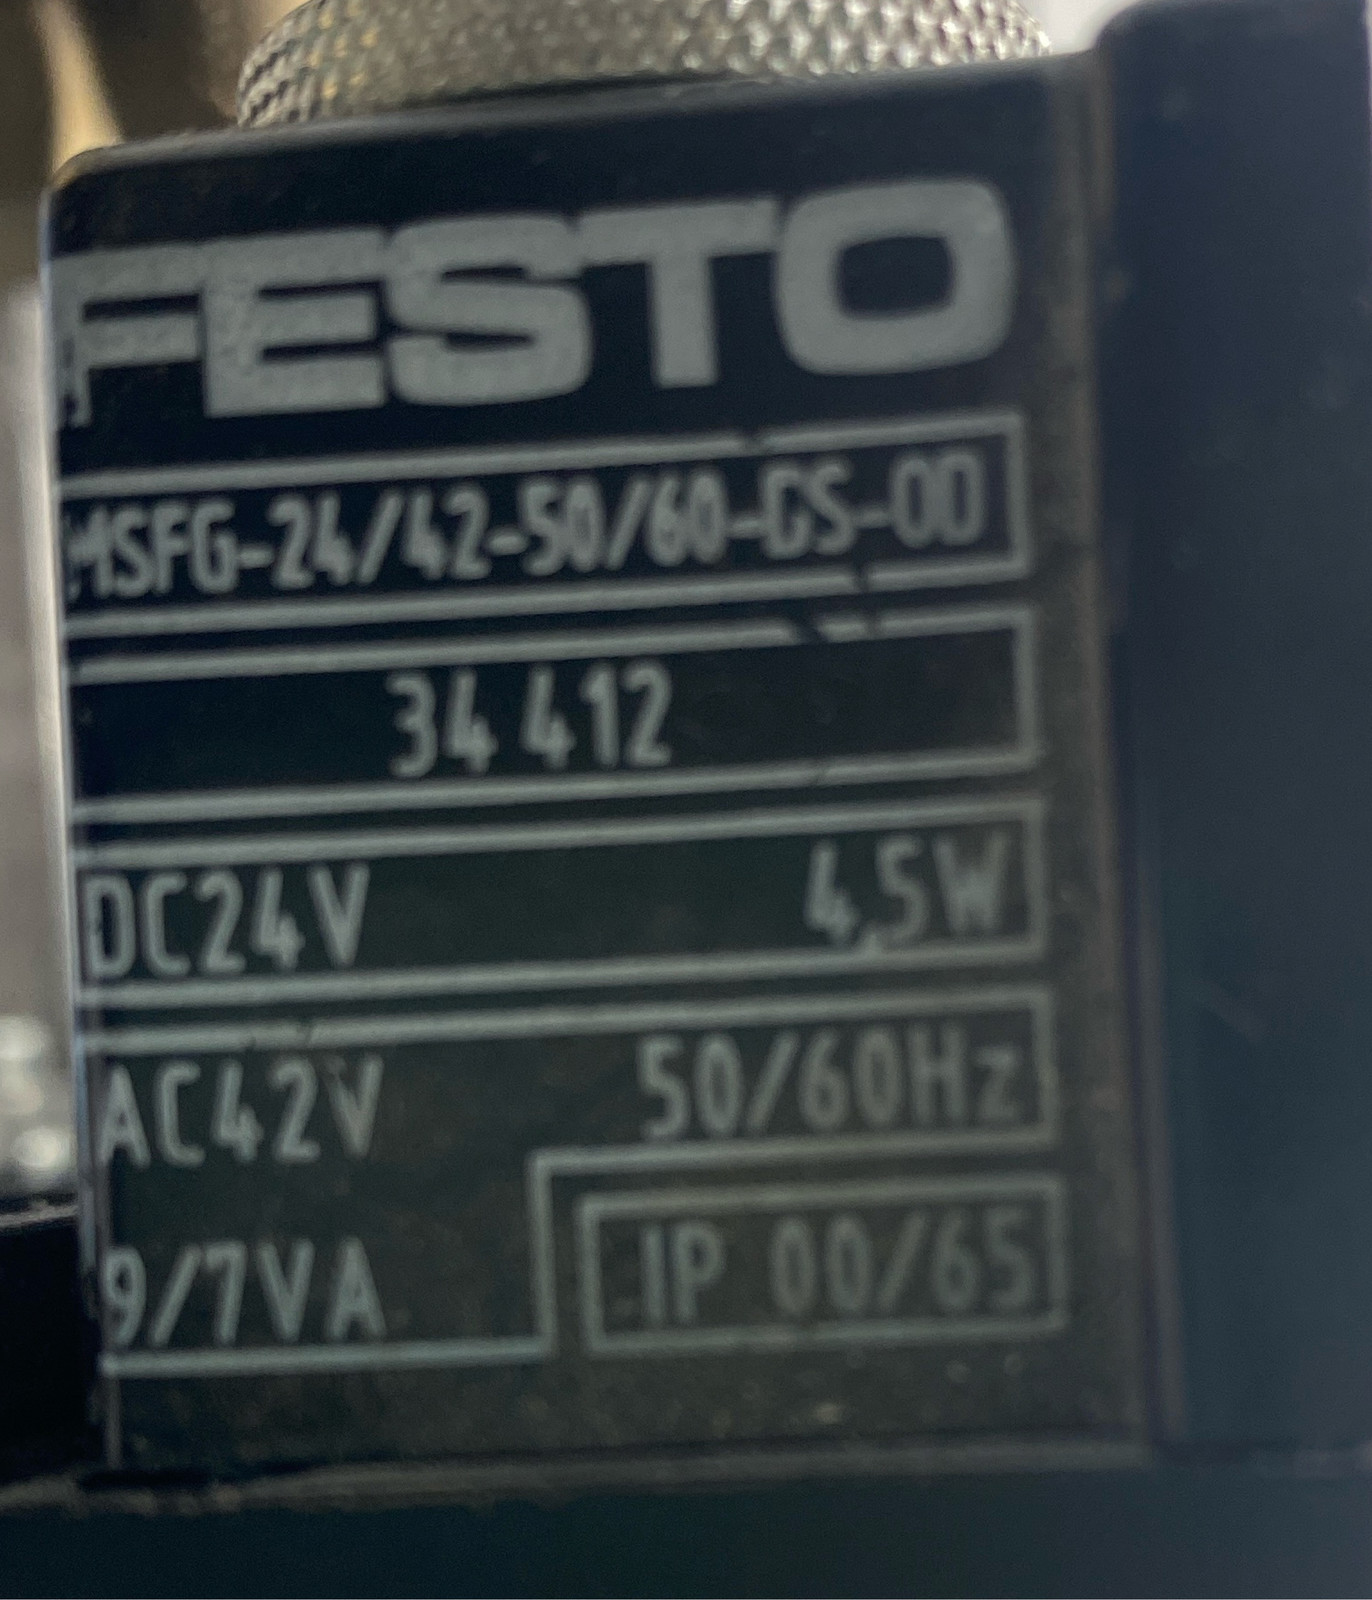 FESTO
MSFG-24/42-50/60-DS-OD
34 412
DC24V 4,5W
AC42V 50/60Hz
9/7VA IP 00/65